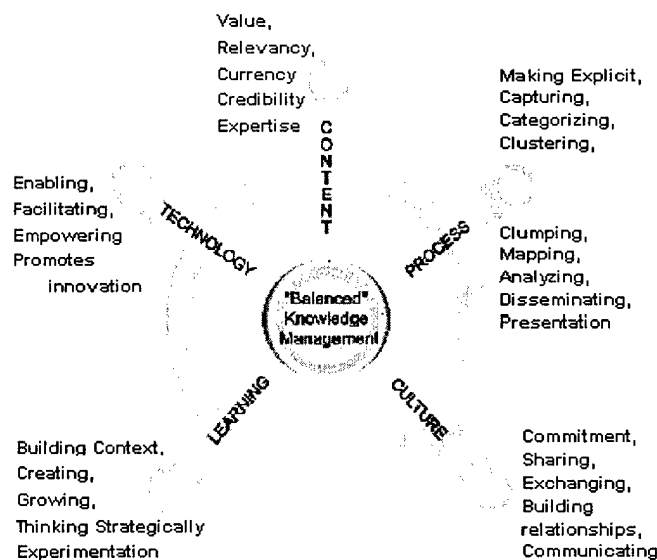 Value,
Relevancy,
Currency
Credibility
Expertise
CONTENT
Making Explicit,
Capturing,
Categorizing,
Clustering,
PROCESS
Clumping,
Mapping,
Analyzing,
Disseminating,
Presentation
Enabling,
Facilitating,
Empowering
Promotes
innovation
TECHNOLOGY
"Balanced"
Knowledge
Management
LEARNING
Building Context,
Creating,
Growing,
Thinking Strategically
Experimentation
CULTURE
Commitment,
Sharing,
Exchanging,
Building
relationships,
Communicating